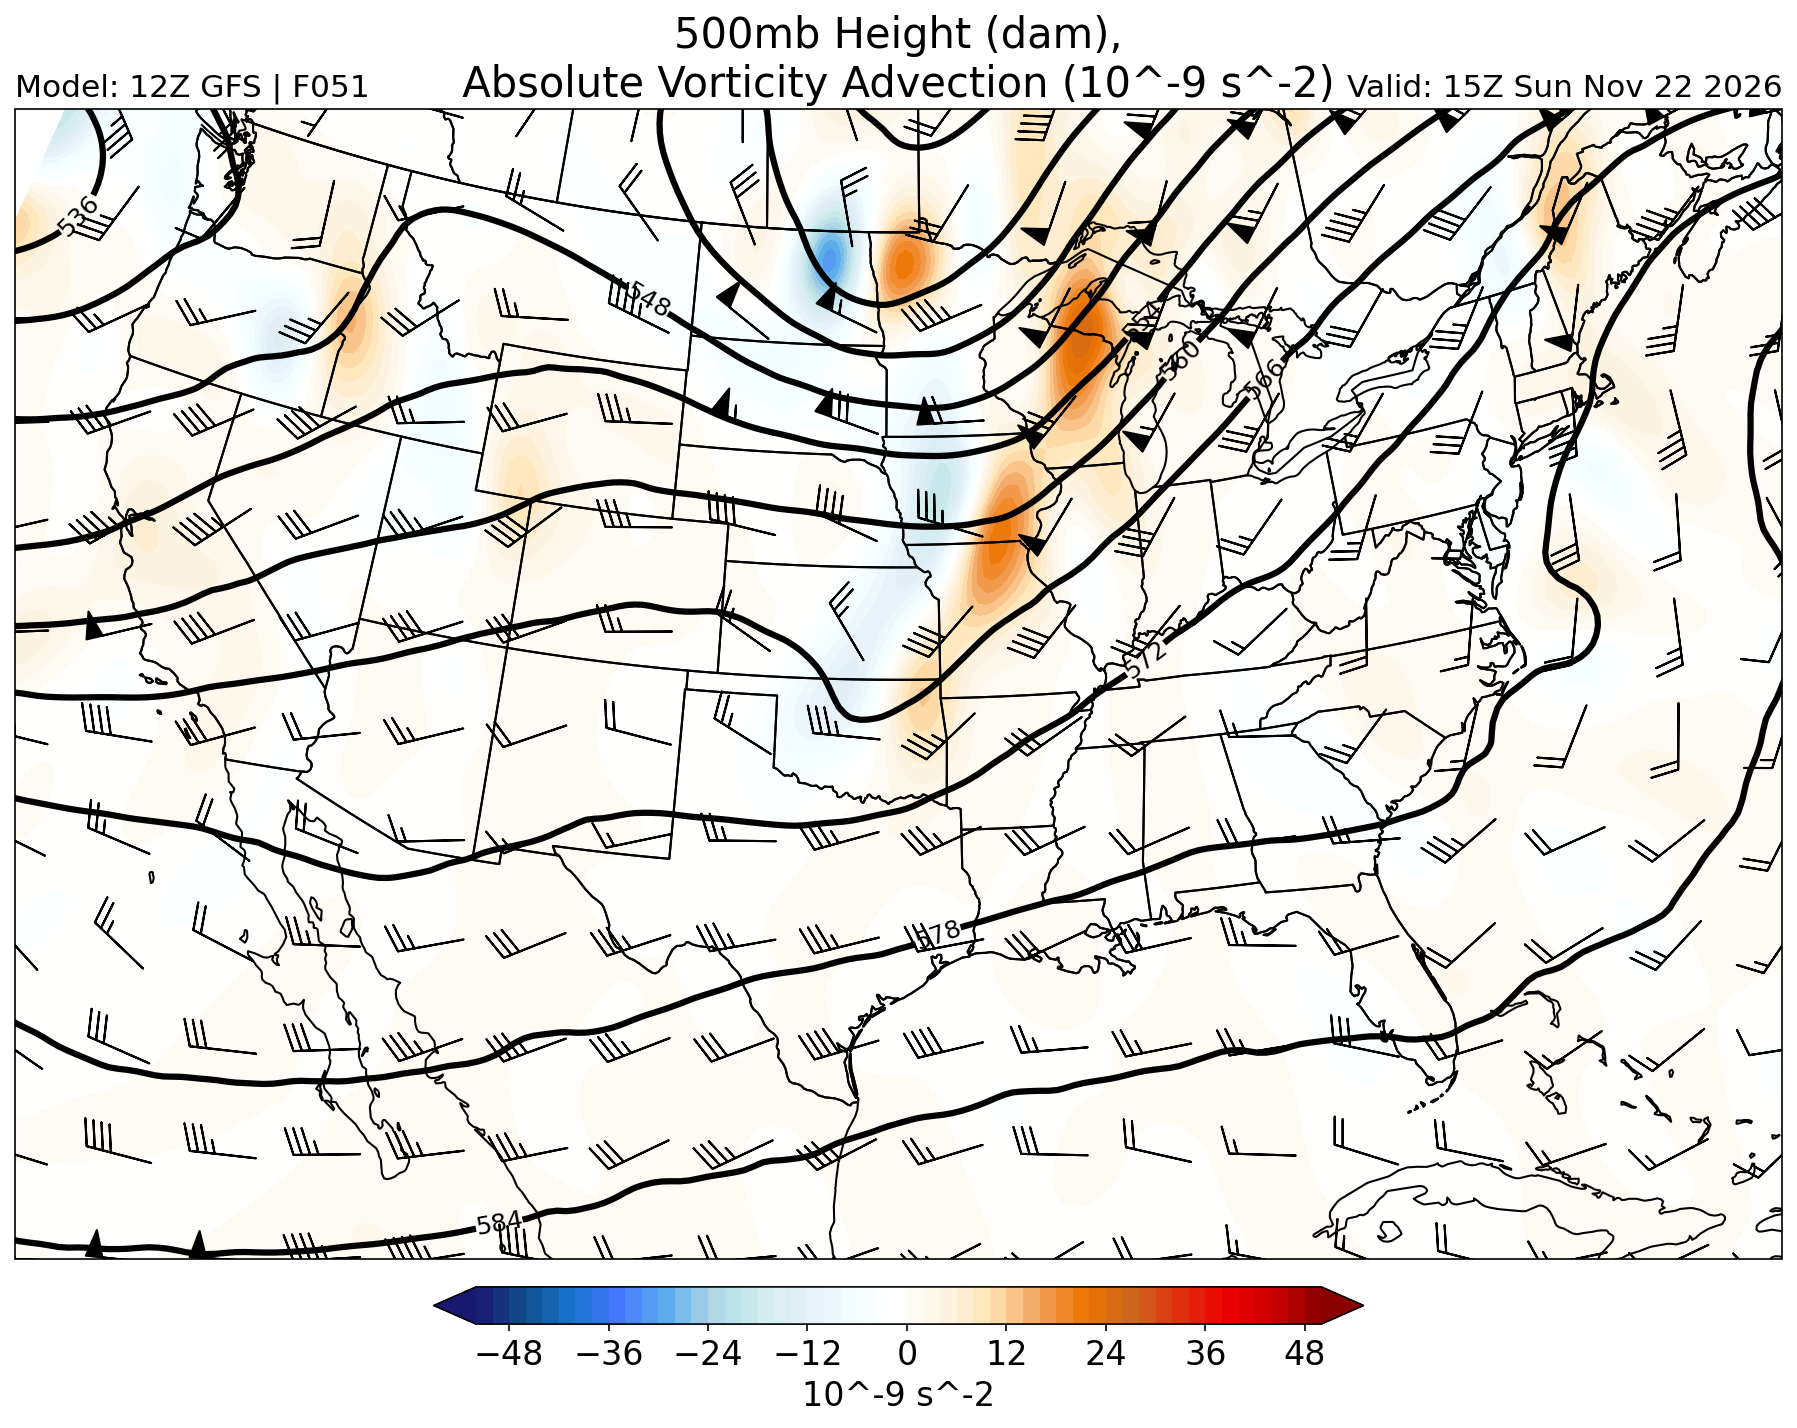 500mb Height (dam),
Model: 12Z GFS | F051
Absolute Vorticity Advection (10^-9 s^-2)
Valid: 15Z Sun Nov 22 2026
536
548
560
566
572
578
584
−48 −36 −24 −12 0 12 24 36 48
10^-9 s^-2